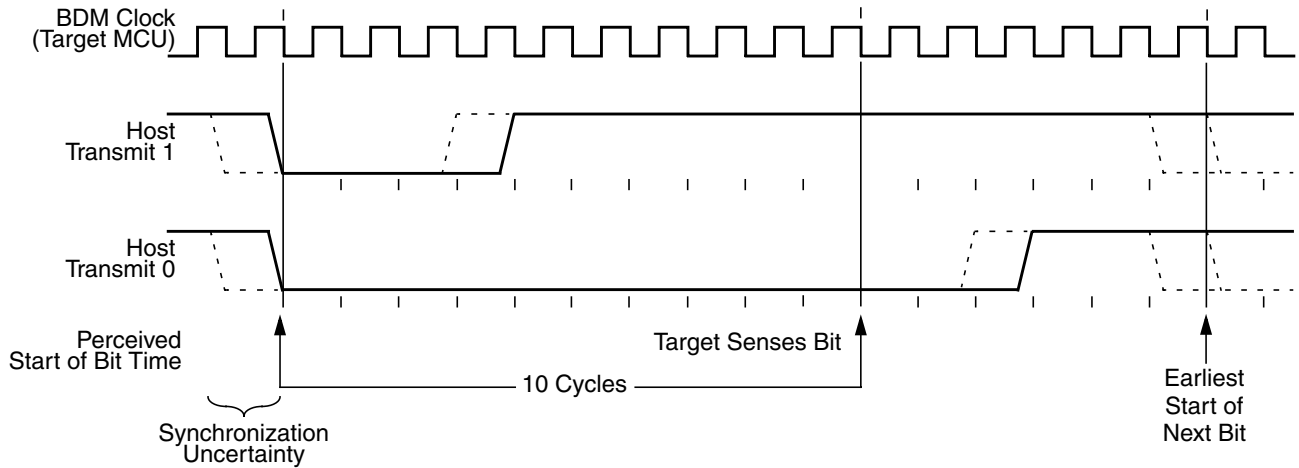 BDM Clock
(Target MCU)
Host
Transmit 1
Host
Transmit 0
Perceived
Start of Bit Time
Target Senses Bit
10 Cycles
Earliest
Start of
Next Bit
Synchronization
Uncertainty